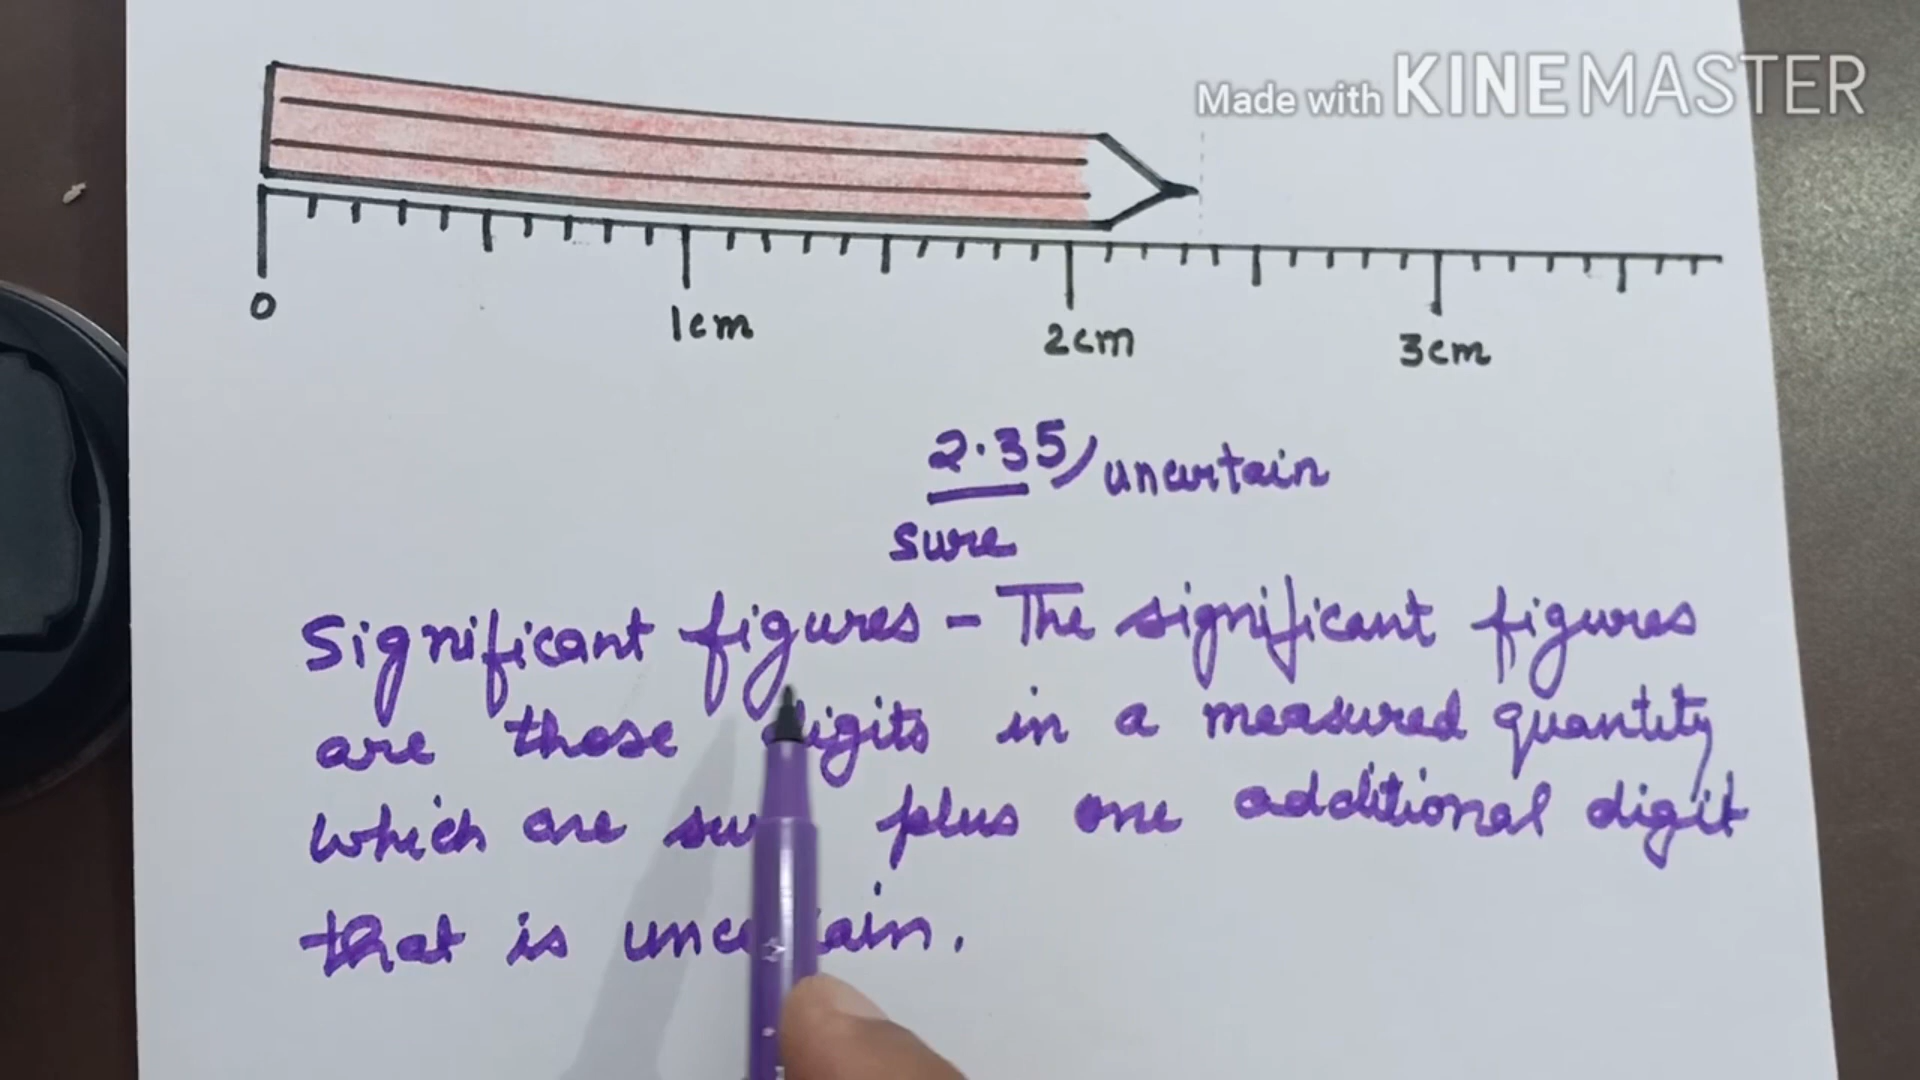 Made with KINEMASTER
0 1cm 2cm 3cm
2.35 uncertain
sure
Significant figures - The significant figures
are those digits in a measured quantity
which are plus one additional digit
that is